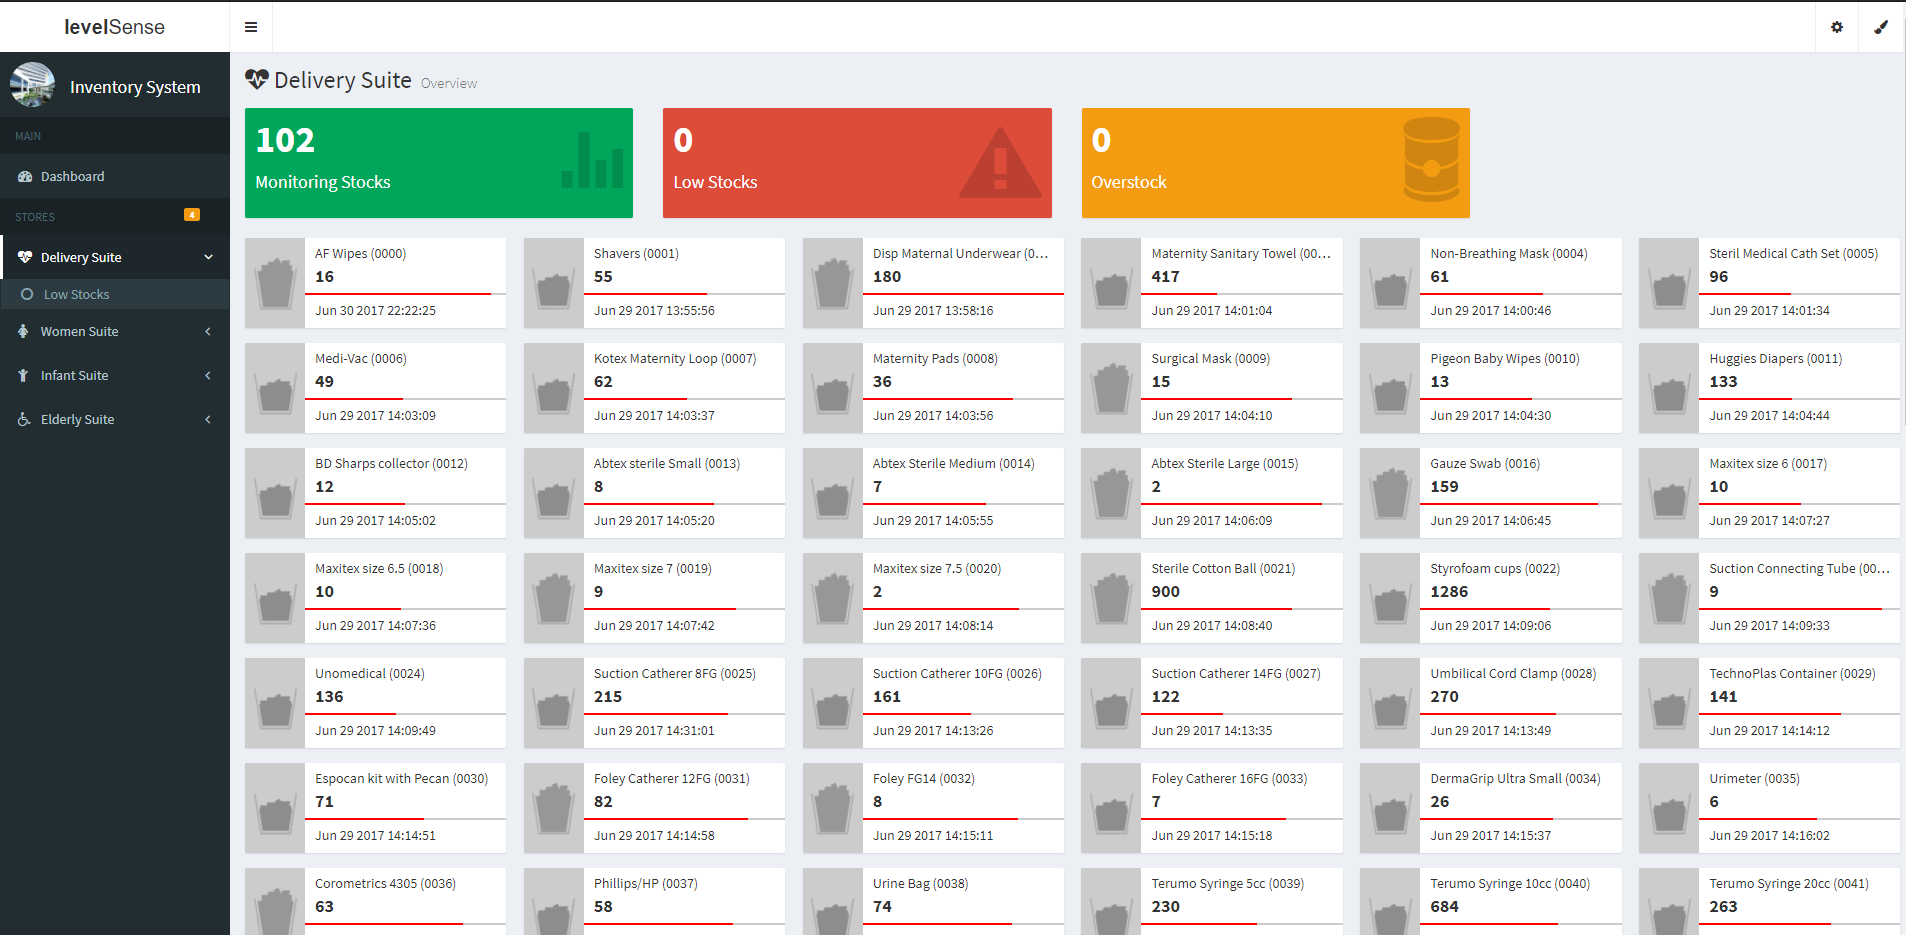 levelSense
Inventory System
MAIN
Dashboard
STORES 4
Delivery Suite
Low Stocks
Women Suite
Infant Suite
Elderly Suite
Delivery Suite Overview
102
Monitoring Stocks
0
Low Stocks
0
Overstock
AF Wipes (0000)
16
Jun 30 2017 22:22:25
Shavers (0001)
55
Jun 29 2017 13:55:56
Disp Maternal Underwear (0...
180
Jun 29 2017 13:58:16
Maternity Sanitary Towel (00...
417
Jun 29 2017 14:01:04
Non-Breathing Mask (0004)
61
Jun 29 2017 14:00:46
Steril Medical Cath Set (0005)
96
Jun 29 2017 14:01:34
Medi-Vac (0006)
49
Jun 29 2017 14:03:09
Kotex Maternity Loop (0007)
62
Jun 29 2017 14:03:37
Maternity Pads (0008)
36
Jun 29 2017 14:03:56
Surgical Mask (0009)
15
Jun 29 2017 14:04:10
Pigeon Baby Wipes (0010)
13
Jun 29 2017 14:04:30
Huggies Diapers (0011)
133
Jun 29 2017 14:04:44
BD Sharps collector (0012)
12
Jun 29 2017 14:05:02
Abtex sterile Small (0013)
8
Jun 29 2017 14:05:20
Abtex Sterile Medium (0014)
7
Jun 29 2017 14:05:55
Abtex Sterile Large (0015)
2
Jun 29 2017 14:06:09
Gauze Swab (0016)
159
Jun 29 2017 14:06:45
Maxitex size 6 (0017)
10
Jun 29 2017 14:07:27
Maxitex size 6.5 (0018)
10
Jun 29 2017 14:07:36
Maxitex size 7 (0019)
9
Jun 29 2017 14:07:42
Maxitex size 7.5 (0020)
2
Jun 29 2017 14:08:14
Sterile Cotton Ball (0021)
900
Jun 29 2017 14:08:40
Styrofoam cups (0022)
1286
Jun 29 2017 14:09:06
Suction Connecting Tube (00...
9
Jun 29 2017 14:09:33
Unomedical (0024)
136
Jun 29 2017 14:09:49
Suction Catherer 8FG (0025)
215
Jun 29 2017 14:31:01
Suction Catherer 10FG (0026)
161
Jun 29 2017 14:13:26
Suction Catherer 14FG (0027)
122
Jun 29 2017 14:13:35
Umbilical Cord Clamp (0028)
270
Jun 29 2017 14:13:49
TechnoPlas Container (0029)
141
Jun 29 2017 14:14:12
Espocan kit with Pecan (0030)
71
Jun 29 2017 14:14:51
Foley Catherer 12FG (0031)
82
Jun 29 2017 14:14:58
Foley FG14 (0032)
8
Jun 29 2017 14:15:11
Foley Catherer 16FG (0033)
7
Jun 29 2017 14:15:18
DermaGrip Ultra Small (0034)
26
Jun 29 2017 14:15:37
Urimeter (0035)
6
Jun 29 2017 14:16:02
Corometrics 4305 (0036)
63
Phillips/HP (0037)
58
Urine Bag (0038)
74
Terumo Syringe 5cc (0039)
230
Terumo Syringe 10cc (0040)
684
Terumo Syringe 20cc (0041)
263